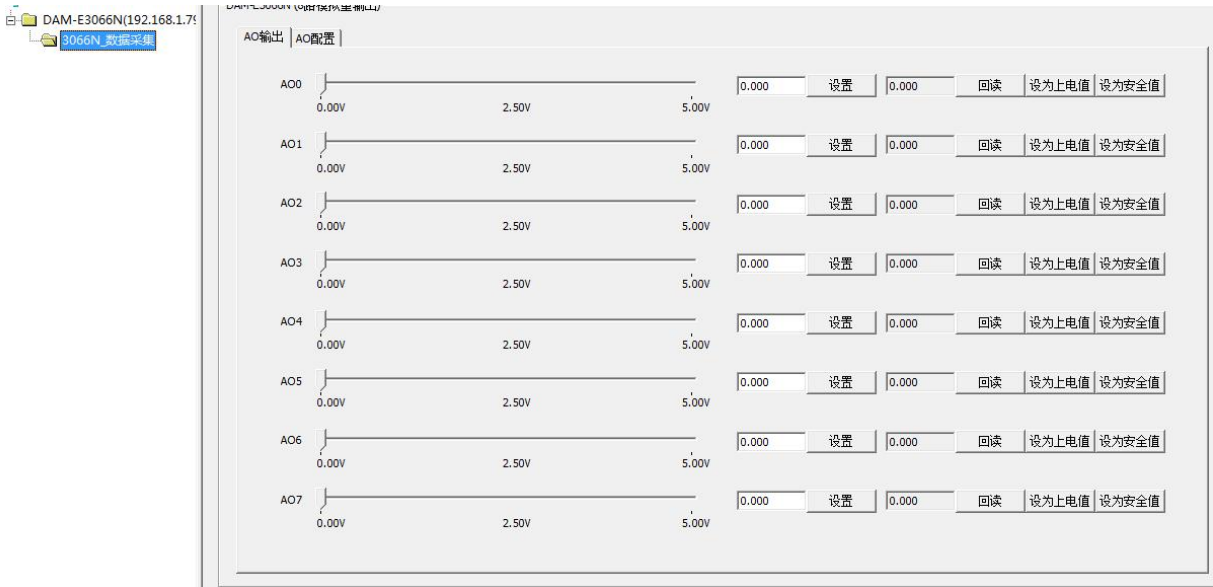 DAM-E3066N(192.168.1.79
3066N_数据采集
DAM-E3066N (8路模拟量输出)
AO输出 AO配置
AO0 0.000 设置 0.000 回读 设为上电值 设为安全值
0.00V 2.50V 5.00V
AO1 0.000 设置 0.000 回读 设为上电值 设为安全值
0.00V 2.50V 5.00V
AO2 0.000 设置 0.000 回读 设为上电值 设为安全值
0.00V 2.50V 5.00V
AO3 0.000 设置 0.000 回读 设为上电值 设为安全值
0.00V 2.50V 5.00V
AO4 0.000 设置 0.000 回读 设为上电值 设为安全值
0.00V 2.50V 5.00V
AO5 0.000 设置 0.000 回读 设为上电值 设为安全值
0.00V 2.50V 5.00V
AO6 0.000 设置 0.000 回读 设为上电值 设为安全值
0.00V 2.50V 5.00V
AO7 0.000 设置 0.000 回读 设为上电值 设为安全值
0.00V 2.50V 5.00V